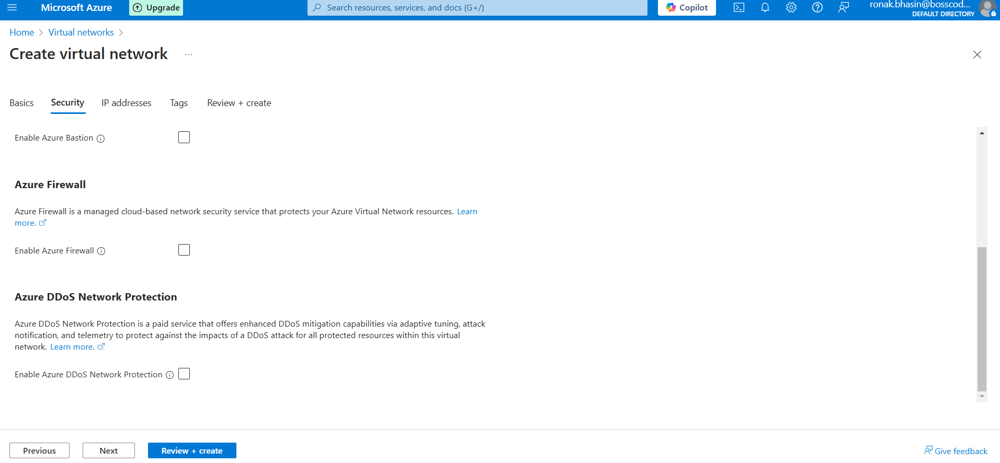 Microsoft Azure
Upgrade
Search resources, services, and docs (G+/)
Copilot
ronak.bhasin@bosscod...
DEFAULT DIRECTORY
Home > Virtual networks >
Create virtual network ...
Basics Security IP addresses Tags Review + create
Enable Azure Bastion
Azure Firewall
Azure Firewall is a managed cloud-based network security service that protects your Azure Virtual Network resources. Learn
more.
Enable Azure Firewall
Azure DDoS Network Protection
Azure DDoS Network Protection is a paid service that offers enhanced DDoS mitigation capabilities via adaptive tuning, attack
notification, and telemetry to protect against the impacts of a DDoS attack for all protected resources within this virtual
network. Learn more.
Enable Azure DDoS Network Protection
Previous Next Review + create
Give feedback